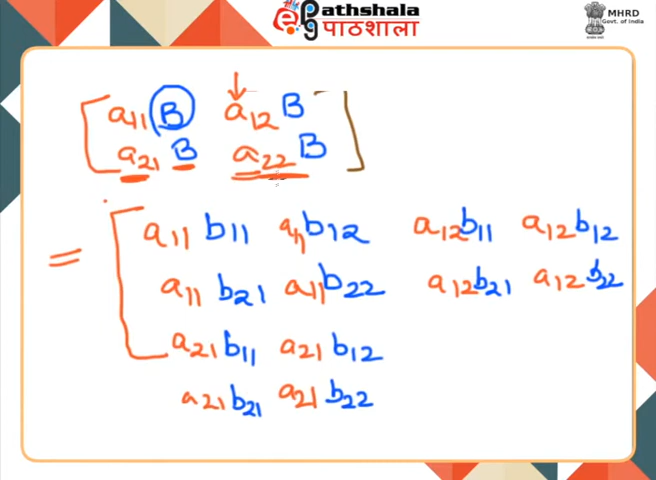 ePathshala
पाठशाला
MHRD
Govt. of India
a11 B a12 B
a21 B a22 B
= a11 b11 a11 b12 a12 b11 a12 b12
a11 b21 a11 b22 a12 b21 a12 b22
a21 b11 a21 b12
a21 b21 a21 b22